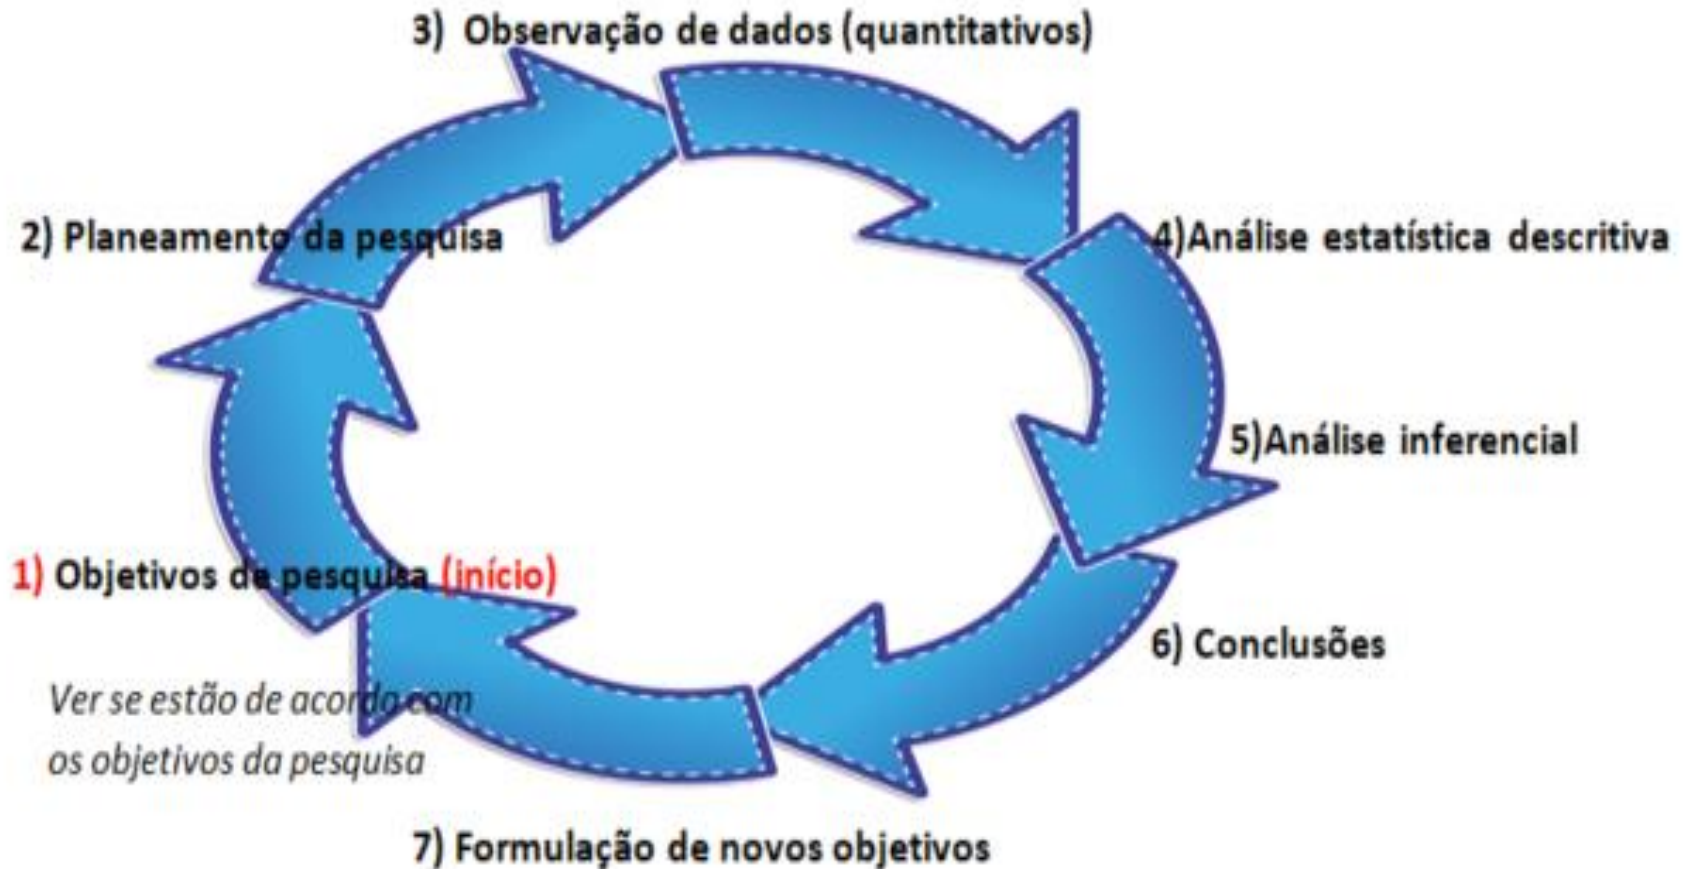 3) Observação de dados (quantitativos)
2) Planeamento da pesquisa
4)Análise estatística descritiva
5)Análise inferencial
1) Objetivos de pesquisa (início)
6) Conclusões
Ver se estão de acordo com
os objetivos da pesquisa
7) Formulação de novos objetivos